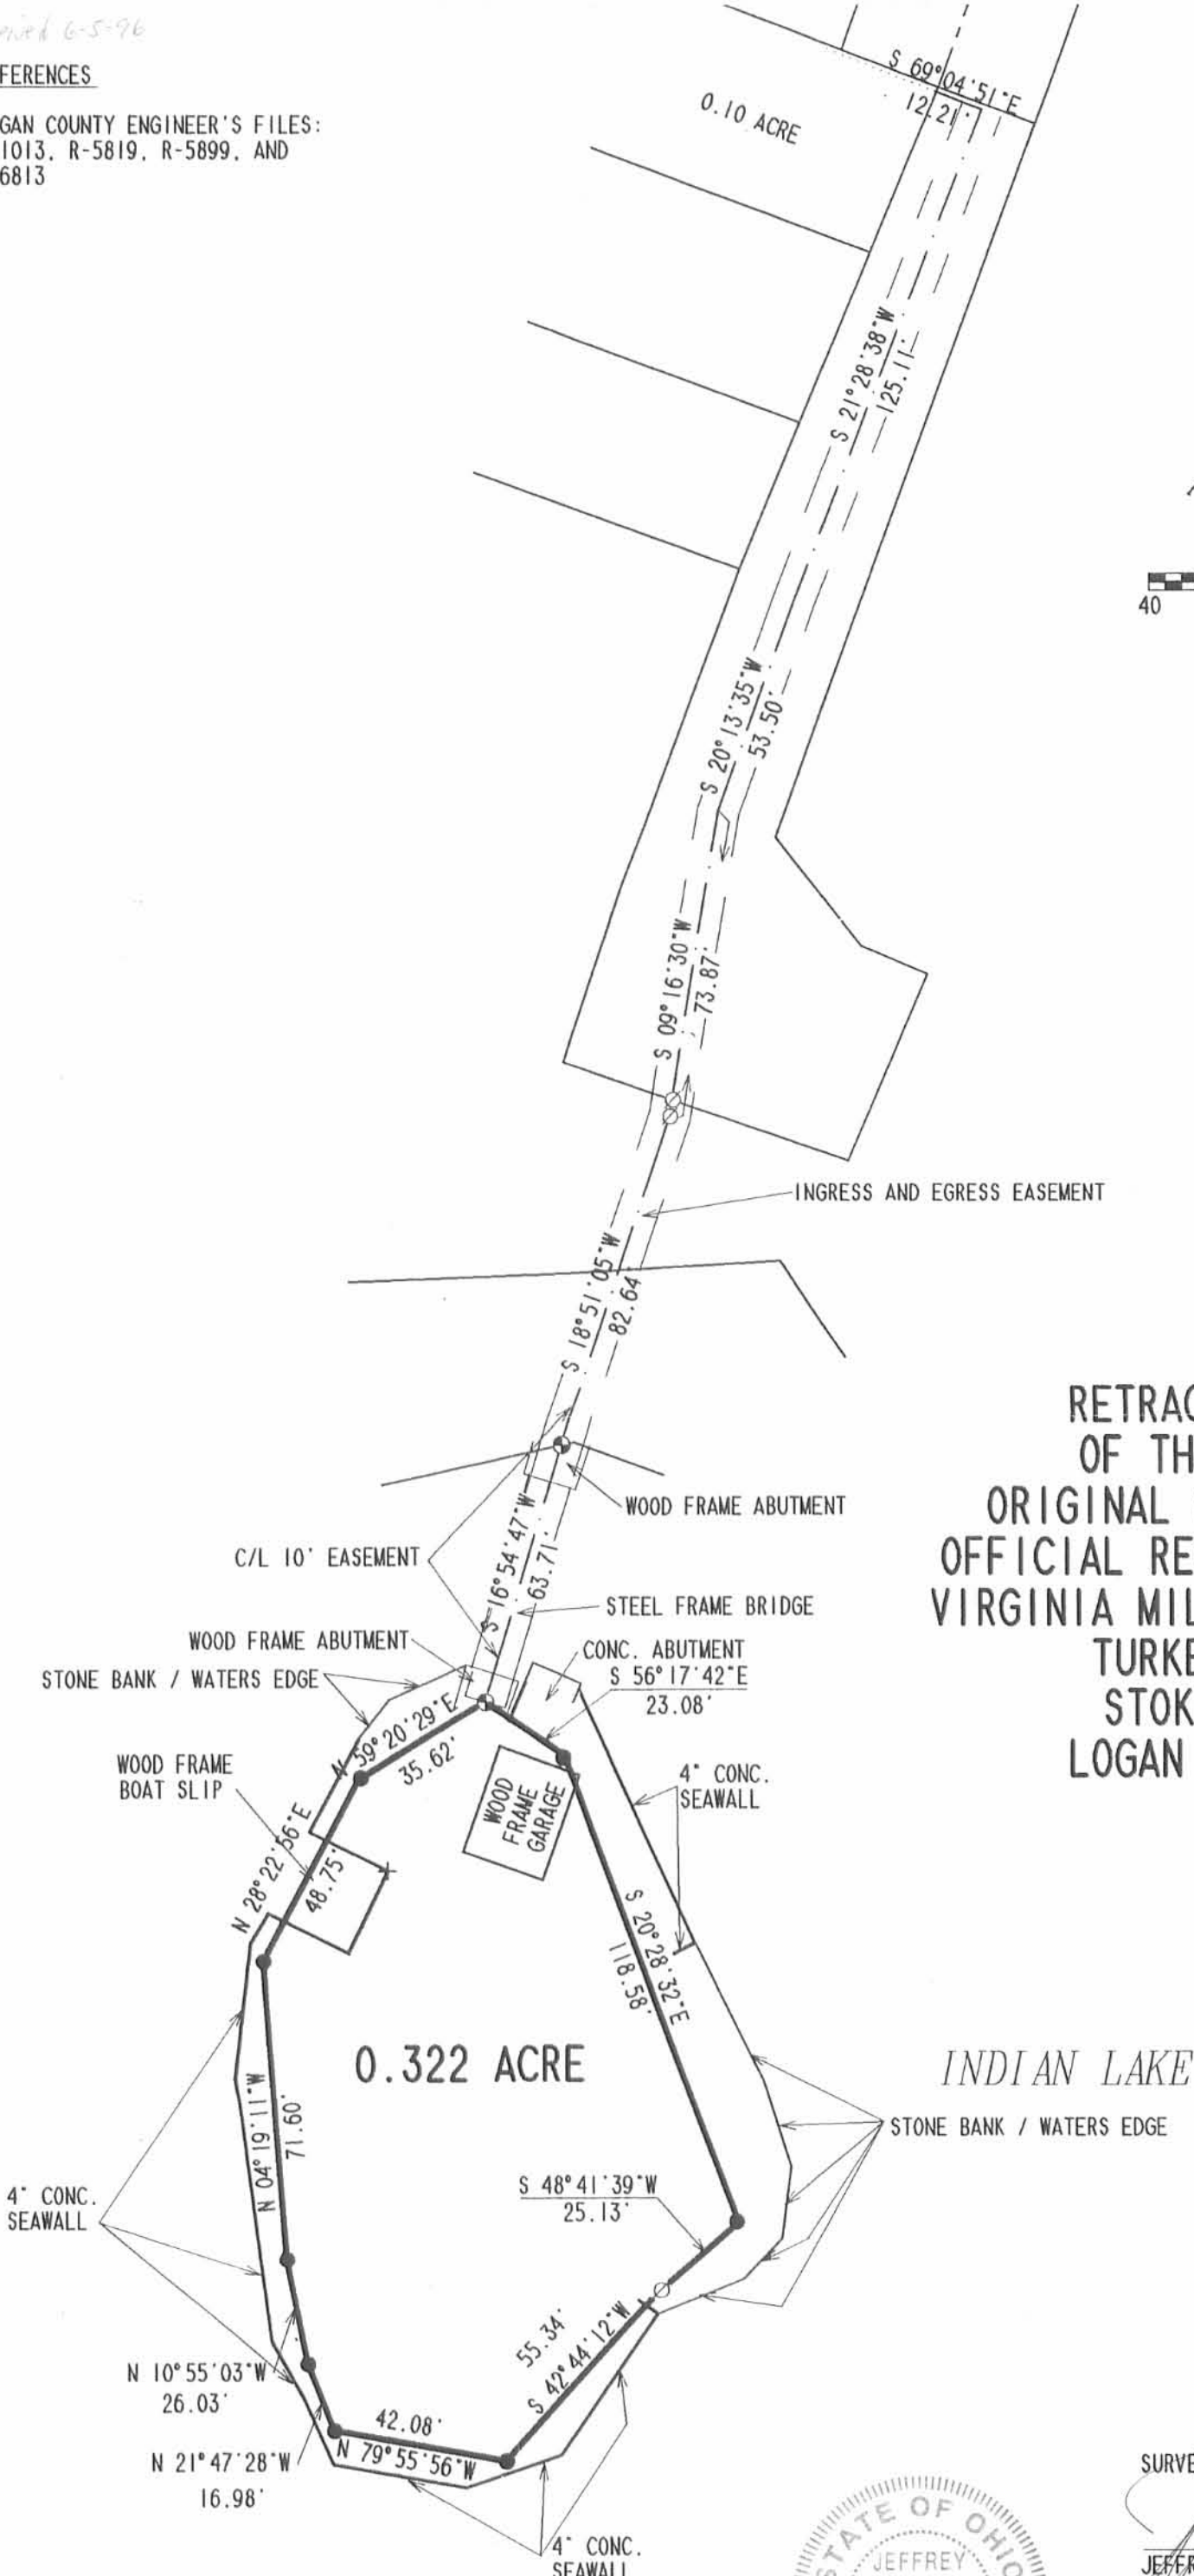 6-5-96
FERENCES
GAN COUNTY ENGINEER'S FILES:
1013, R-5819, R-5899, AND
6813
S 69°04'51"E
12.21'
0.10 ACRE
S 21°28'38"W
125.11'
40
S 20°13'35"W
53.50'
S 09°16'30"W
73.87'
INGRESS AND EGRESS EASEMENT
S 18°51'05"W
82.64'
RETRAC
OF TH
ORIGINAL
OFFICIAL RE
VIRGINIA MIL
TURKE
STOK
LOGAN
WOOD FRAME ABUTMENT
C/L 10' EASEMENT
S 16°54'47"W
63.71'
STEEL FRAME BRIDGE
WOOD FRAME ABUTMENT
CONC. ABUTMENT
STONE BANK / WATERS EDGE
S 56°17'42"E
23.08'
N 59°20'29"E
35.62'
WOOD FRAME
BOAT SLIP
WOOD
FRAME
GARAGE
4" CONC.
SEAWALL
N 28°22'56"E
48.75'
S 20°28'32"E
118.58'
0.322 ACRE
INDIAN LAKE
STONE BANK / WATERS EDGE
N 04°19'11"W
71.60'
4" CONC.
SEAWALL
S 48°41'39"W
25.13'
55.34'
S 42°44'12"W
N 10°55'03"W
26.03'
42.08'
N 79°55'56"W
N 21°47'28"W
16.98'
4" CONC.
SEAWALL
SURVE
STATE OF OHIO
JEFFREY
JEFFR